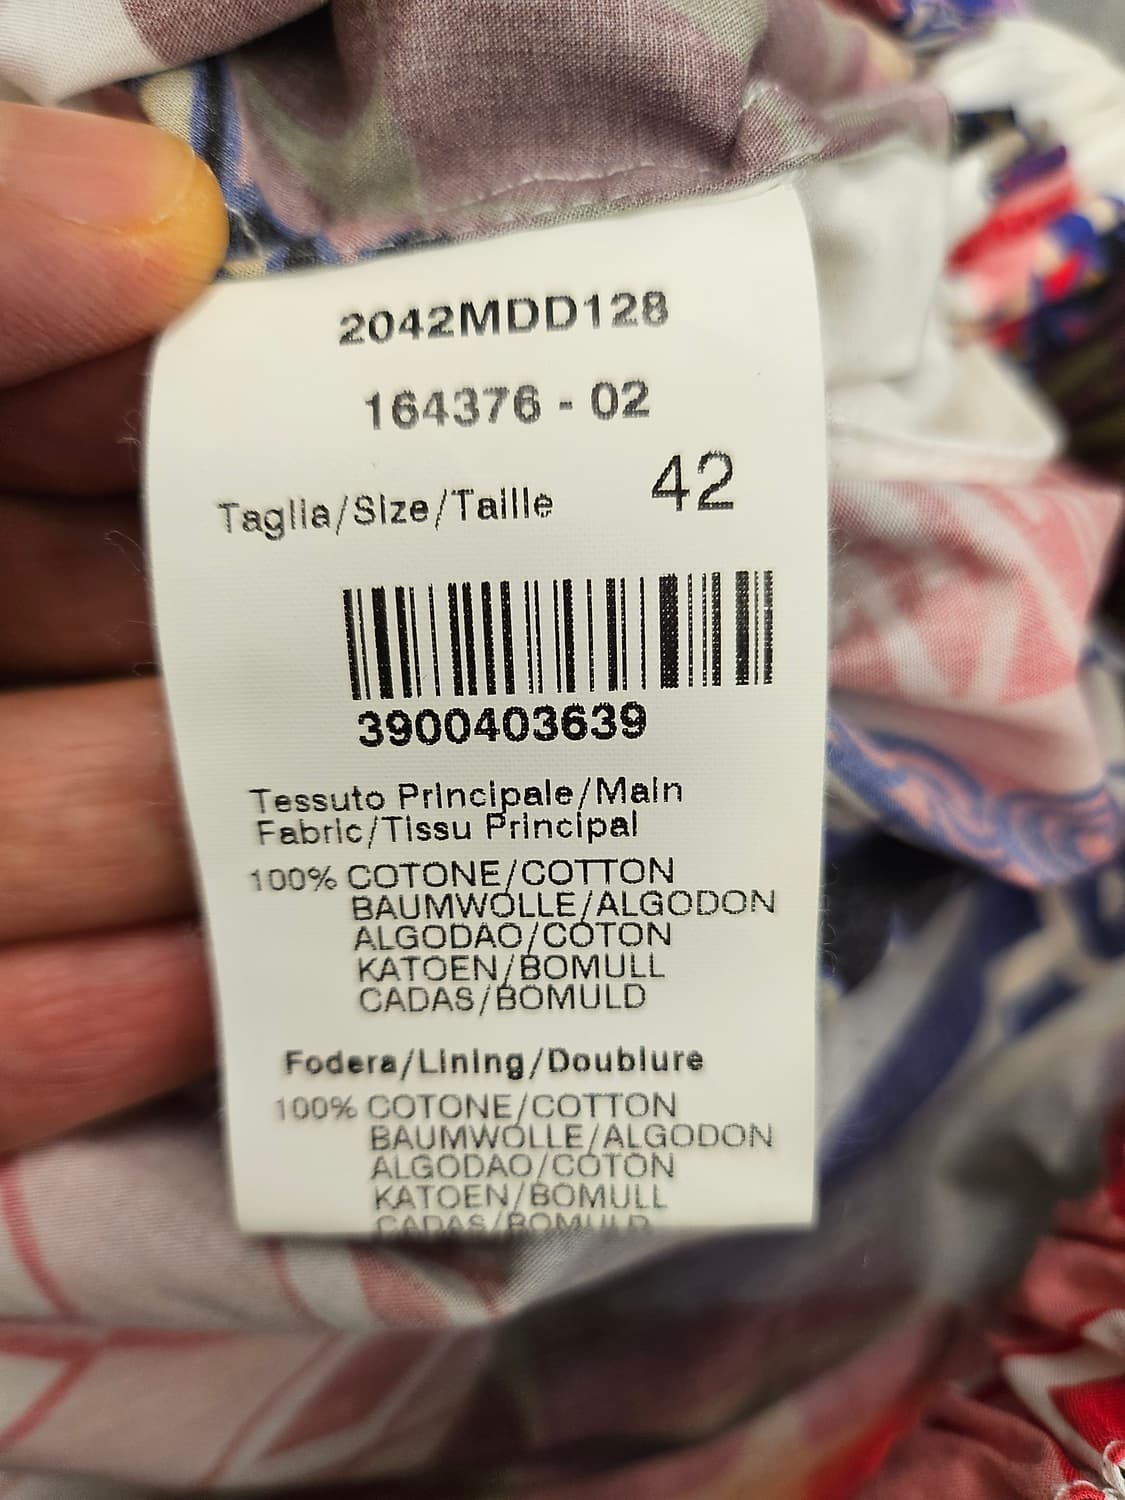 2042MDD128
164376 - 02
Taglia/Size/Taille 42
3900403639
Tessuto Principale/Main
Fabric/Tissu Principal
100% COTONE/COTTON
BAUMWOLLE/ALGODON
ALGODAO/COTON
KATOEN/BOMULL
CADAS/BOMULD
Fodera/Lining/Doublure
100% COTONE/COTTON
BAUMWOLLE/ALGODON
ALGODAO/COTON
KATOEN/BOMULL
CADAS/BOMULD